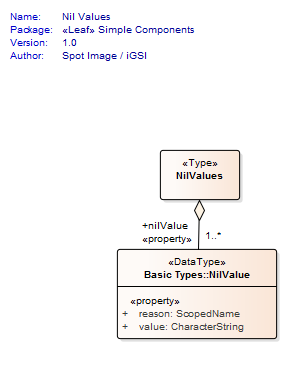 Name: Nil Values
Package: «Leaf» Simple Components
Version: 1.0
Author: Spot Image / iGSI
«Type»
NilValues
+nilValue
«property» 1..*
«DataType»
Basic Types::NilValue
«property»
+ reason: ScopedName
+ value: CharacterString